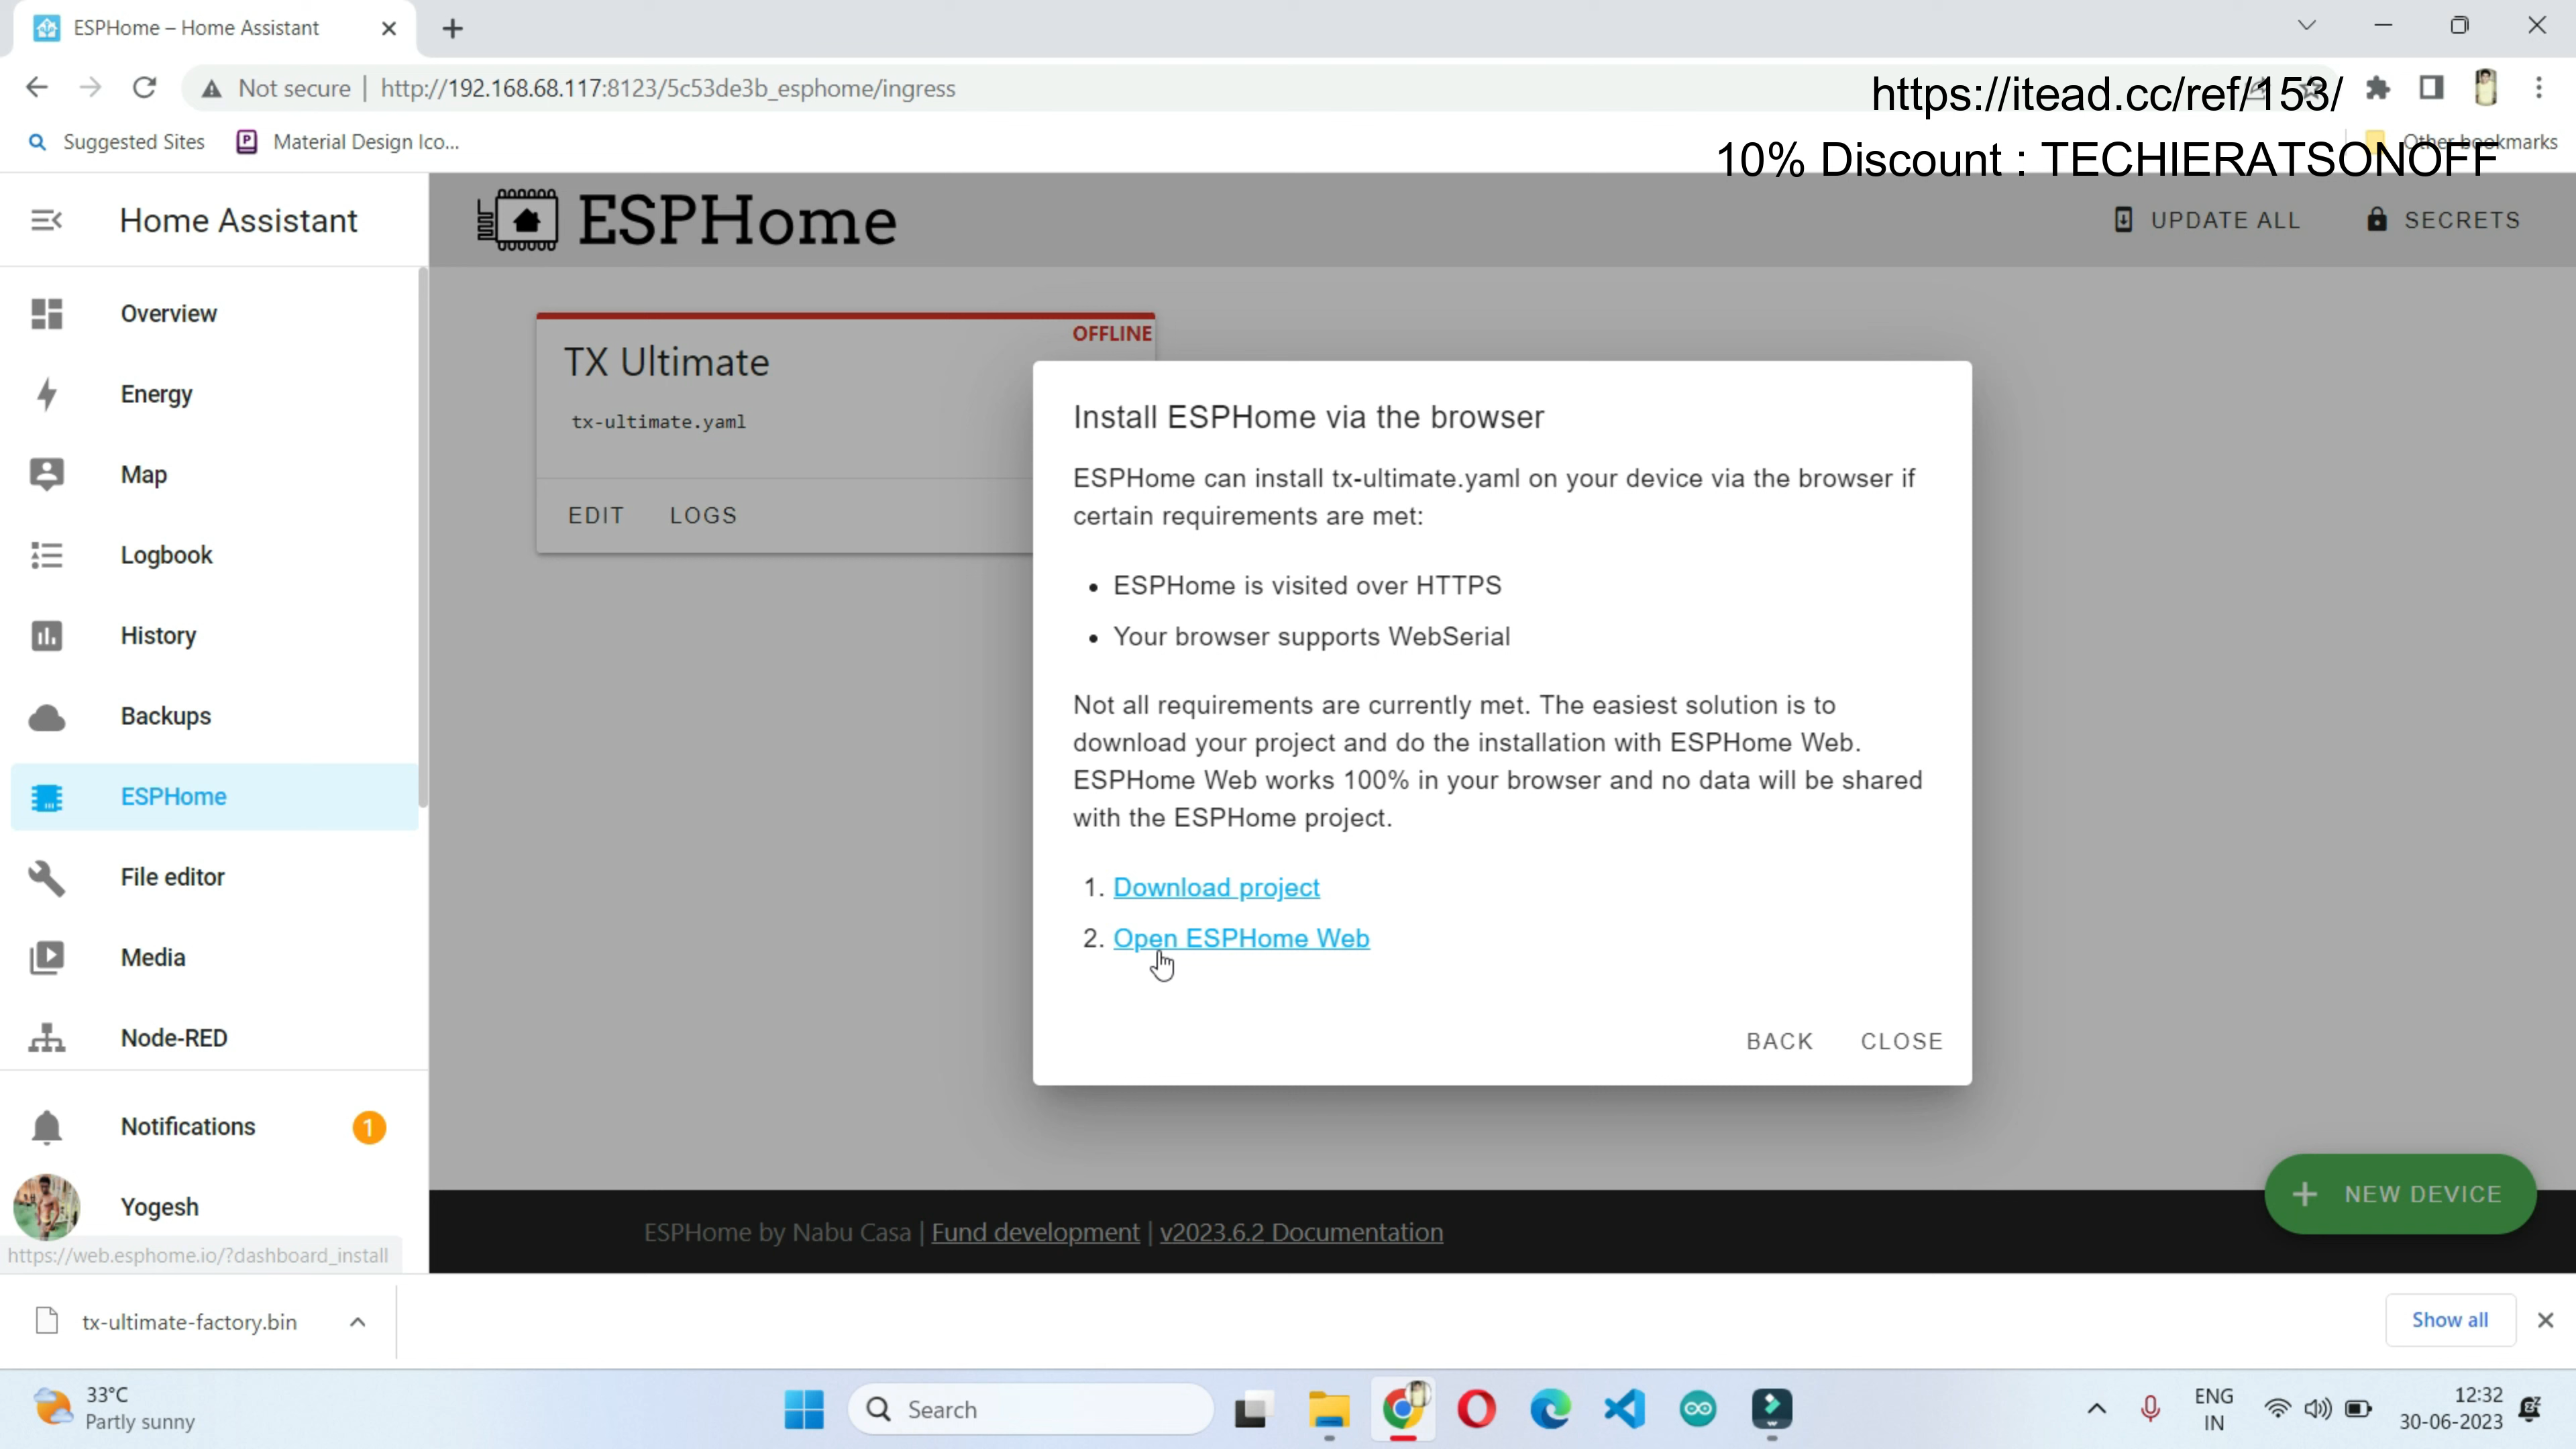 ESPHome – Home Assistant
Not secure | http://192.168.68.117:8123/5c53de3b_esphome/ingress
https://itead.cc/ref/153/
Suggested Sites
Material Design Ico...
Other bookmarks
10% Discount : TECHIERATSONOFF
Home Assistant
ESPHome
UPDATE ALL
SECRETS
Overview
Energy
Map
Logbook
History
Backups
ESPHome
File editor
Media
Node-RED
Notifications
1
Yogesh
https://web.esphome.io/?dashboard_install
OFFLINE
TX Ultimate
tx-ultimate.yaml
EDIT
LOGS
Install ESPHome via the browser
ESPHome can install tx-ultimate.yaml on your device via the browser if
certain requirements are met:
• ESPHome is visited over HTTPS
• Your browser supports WebSerial
Not all requirements are currently met. The easiest solution is to
download your project and do the installation with ESPHome Web.
ESPHome Web works 100% in your browser and no data will be shared
with the ESPHome project.
1. Download project
2. Open ESPHome Web
BACK
CLOSE
NEW DEVICE
ESPHome by Nabu Casa | Fund development | v2023.6.2 Documentation
tx-ultimate-factory.bin
Show all
33°C
Partly sunny
Search
ENG
IN
12:32
30-06-2023